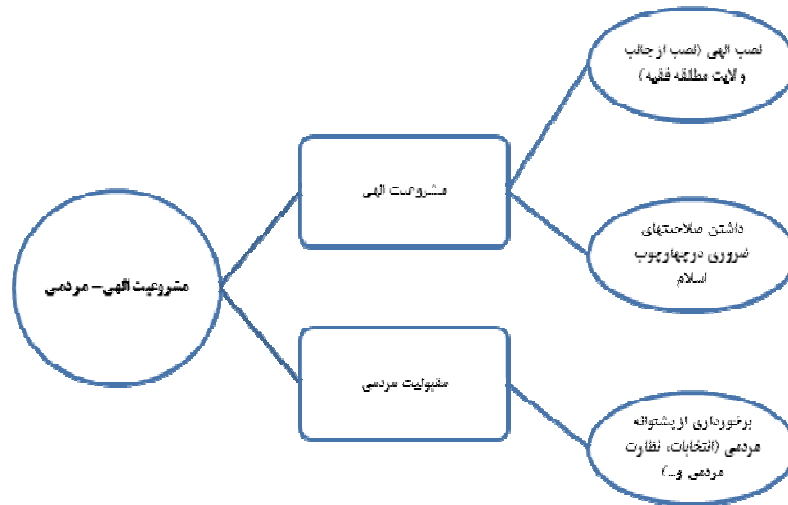 نصب الهی (نصب از جانب
ولایت مطلقه فقیه)
مشروعیت الهی
داشتن صلاحیتهای
ضروری درچهارچوب
اسلام
مشروعیت الهی– مردمی
مقبولیت مردمی
برخورداری از پشتوانه
مردمی (انتخابات، نظارت
مردمی و...)